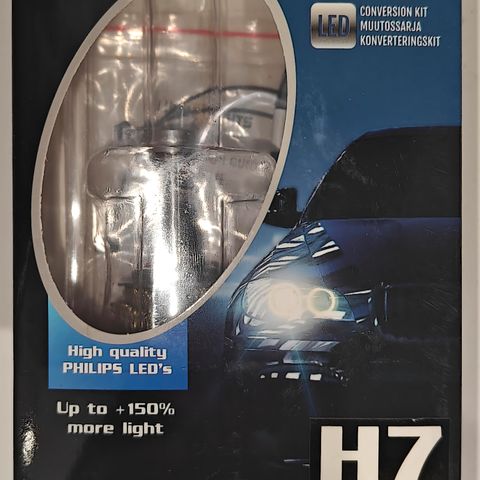 LED
CONVERSION KIT
MUUTOSSARJA
KONVERTERINGSKIT
High quality
PHILIPS LED's
Up to +150%
more light
H7